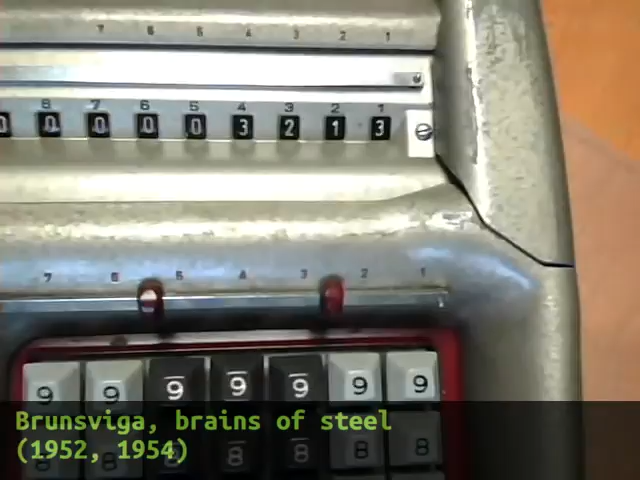 7 6 5 4 3 2 1
8 7 6 5 4 3 2 1
0 0 0 0 0 3 2 1 3
7 6 5 4 3 2 1
9 9 9 9 9 9 9
8 8 8 8 8 8 8
Brunsviga, brains of steel
(1952, 1954)